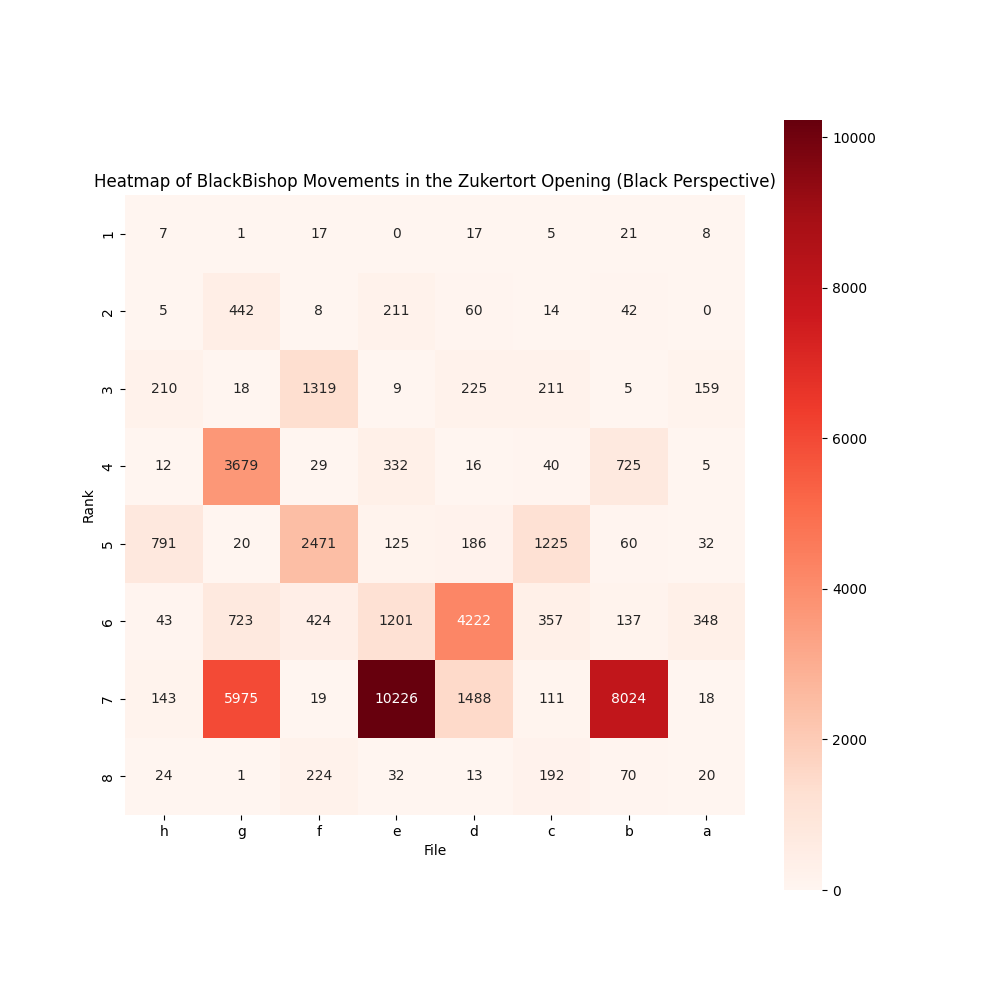 Heatmap of BlackBishop Movements in the Zukertort Opening (Black Perspective)
10000
1 7 1 17 0 17 5 21 8
8000
2 5 442 8 211 60 14 42 0
3 210 18 1319 9 225 211 5 159
6000
4 12 3679 29 332 16 40 725 5
Rank
5 791 20 2471 125 186 1225 60 32
4000
6 43 723 424 1201 4222 357 137 348
7 143 5975 19 10226 1488 111 8024 18
2000
8 24 1 224 32 13 192 70 20
h g f e d c b a
File
0